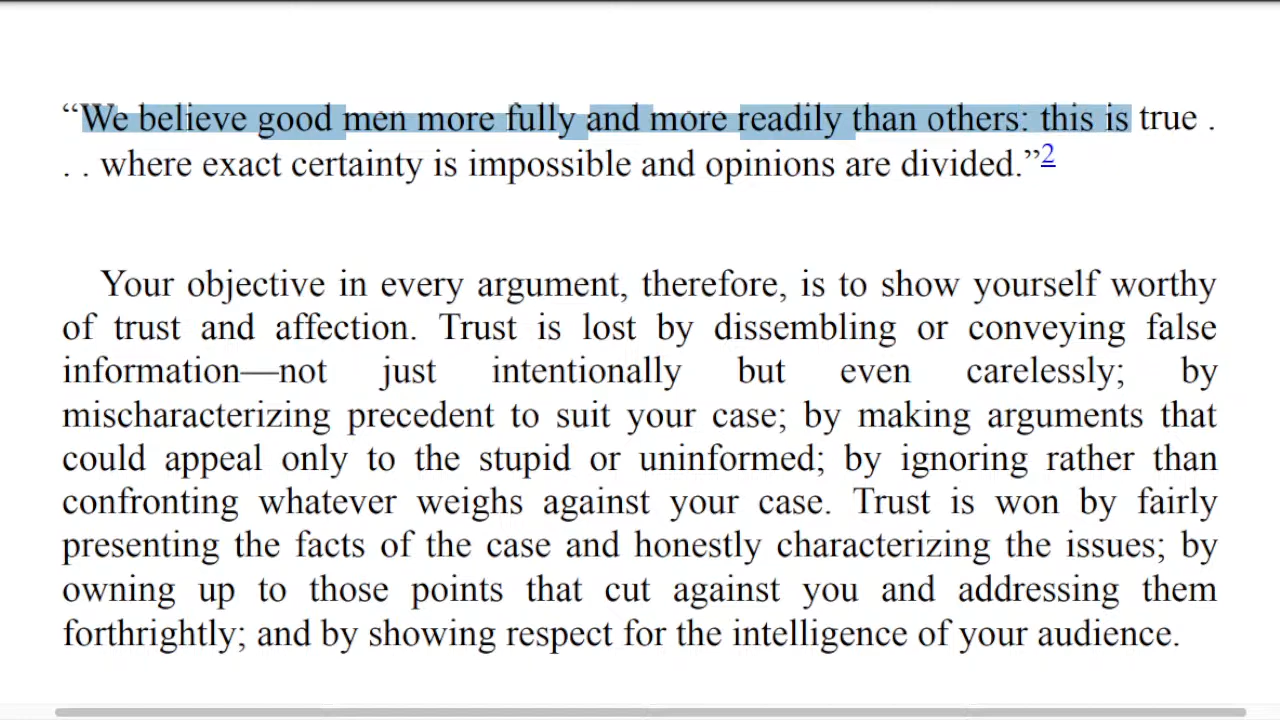 “We believe good men more fully and more readily than others: this is true .
. . where exact certainty is impossible and opinions are divided.”2
Your objective in every argument, therefore, is to show yourself worthy
of trust and affection. Trust is lost by dissembling or conveying false
information—not just intentionally but even carelessly; by
mischaracterizing precedent to suit your case; by making arguments that
could appeal only to the stupid or uninformed; by ignoring rather than
confronting whatever weighs against your case. Trust is won by fairly
presenting the facts of the case and honestly characterizing the issues; by
owning up to those points that cut against you and addressing them
forthrightly; and by showing respect for the intelligence of your audience.